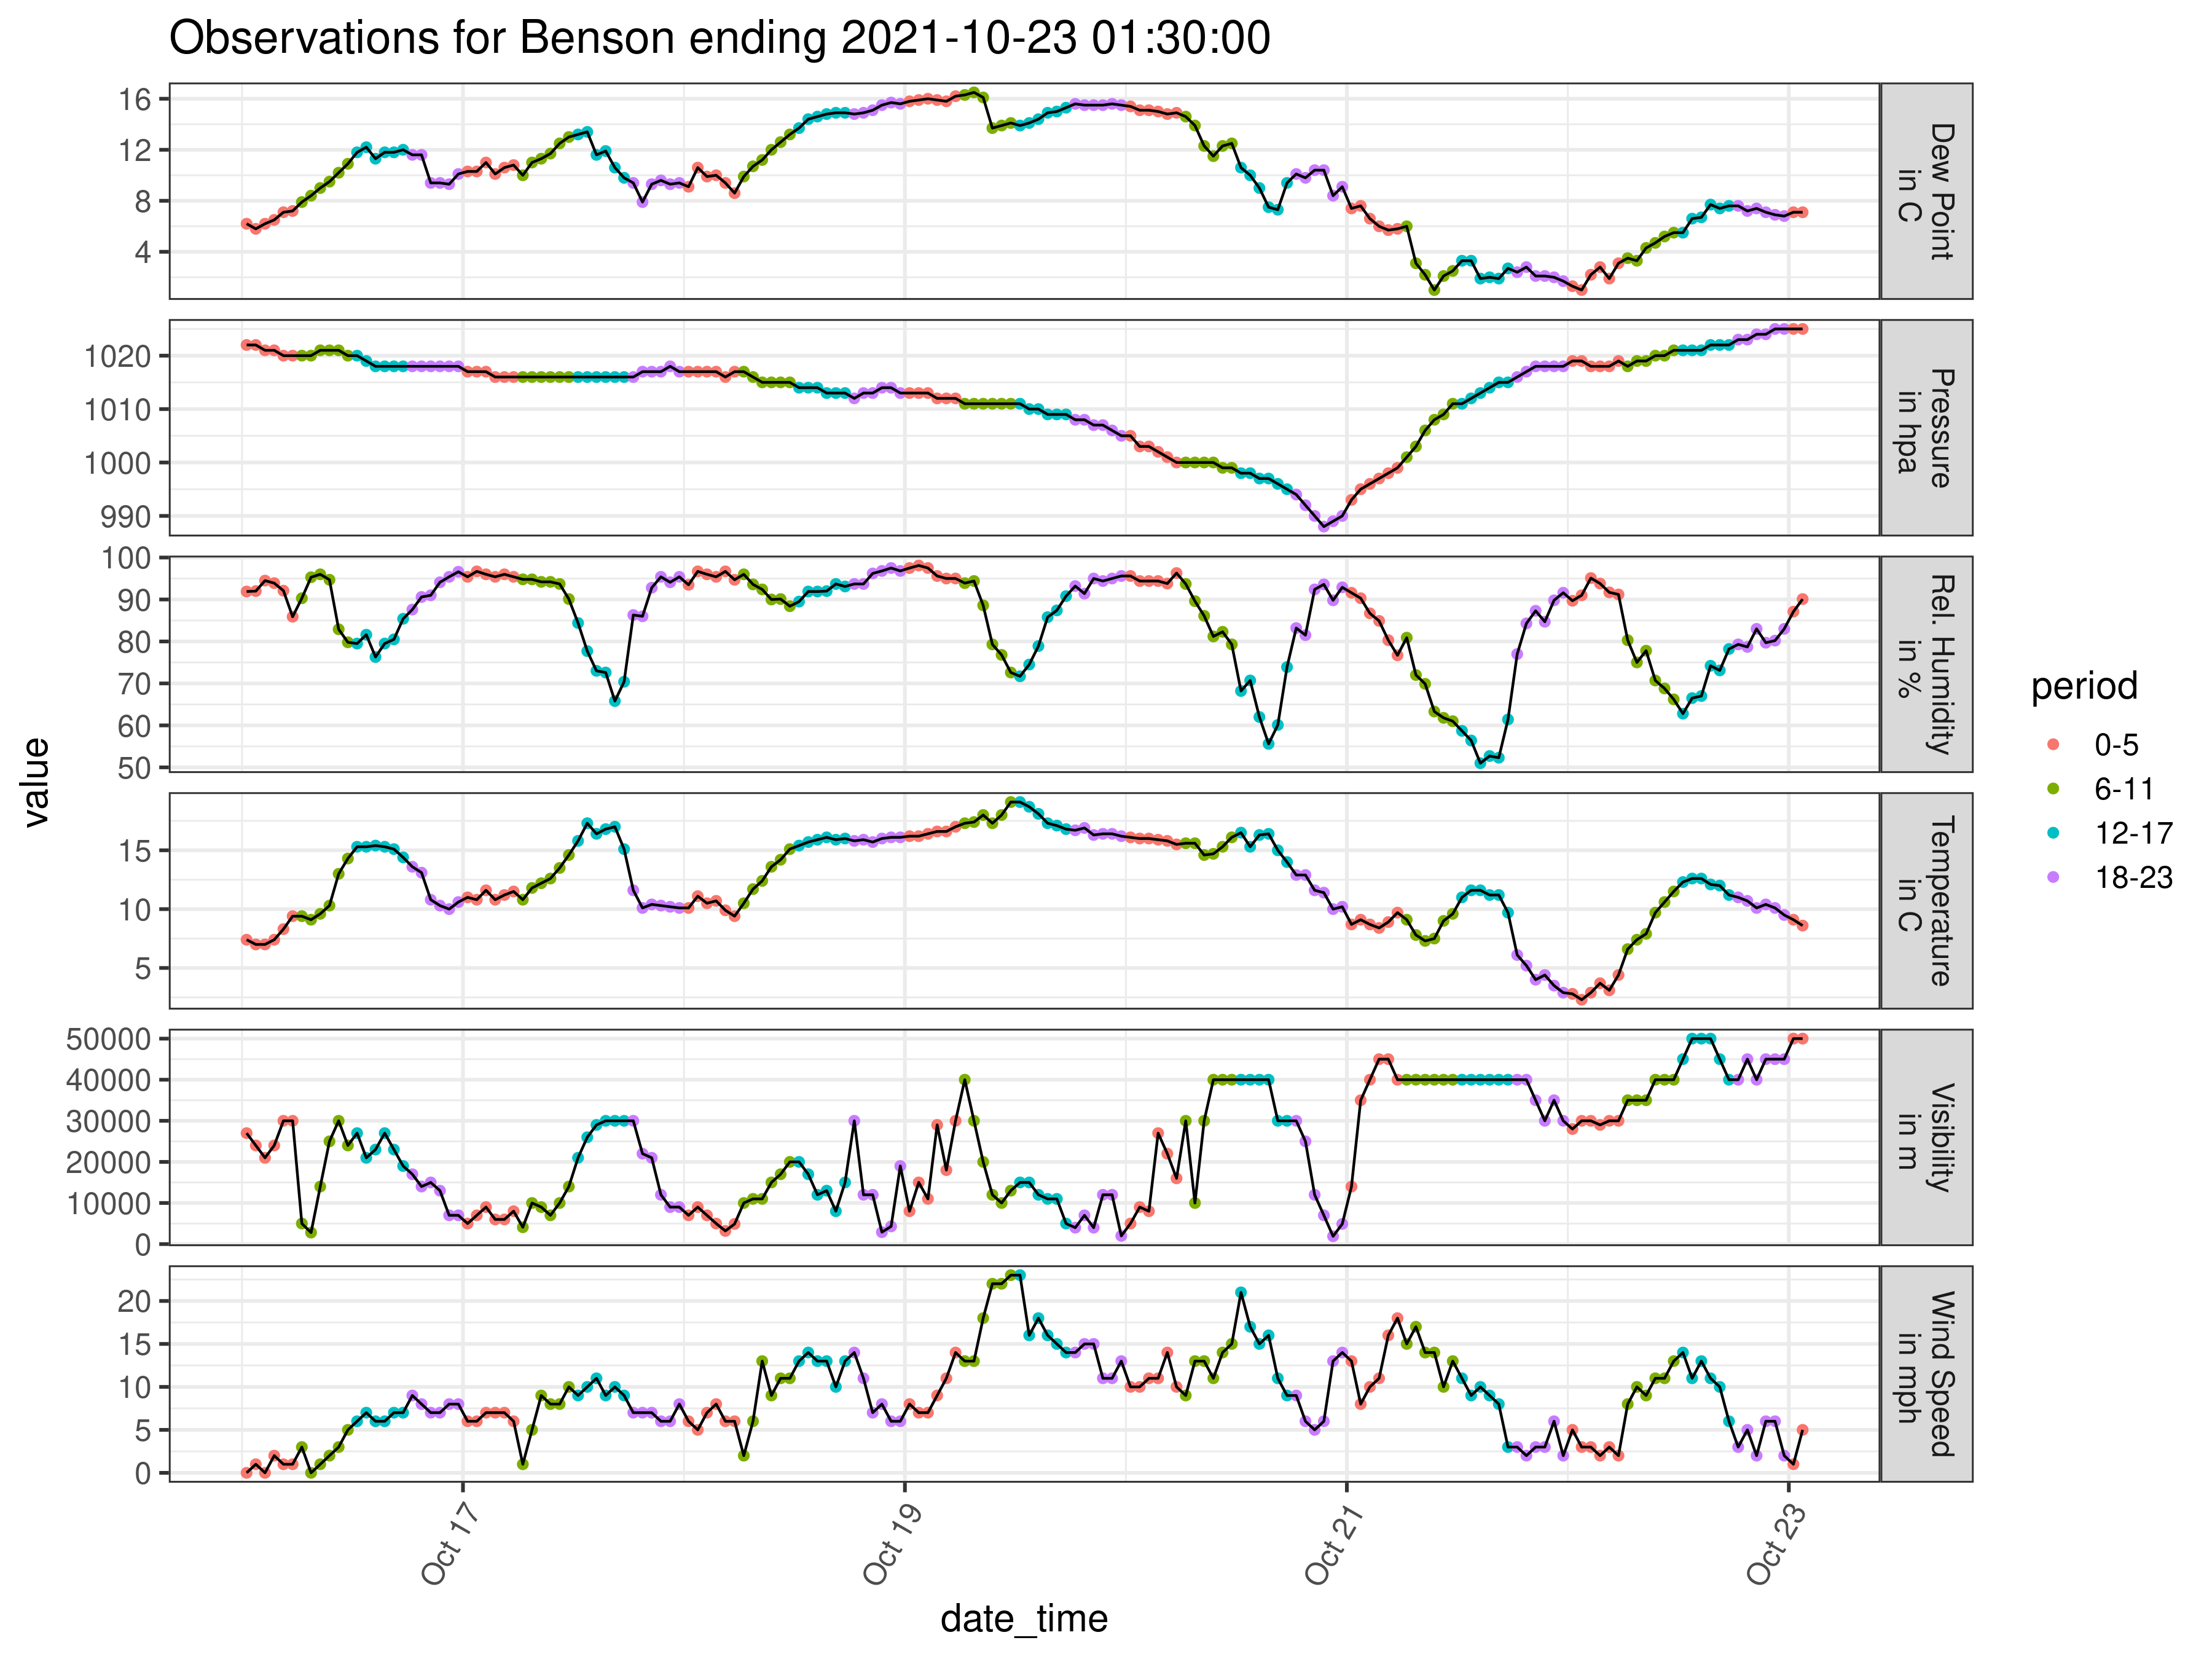 Observations for Benson ending 2021-10-23 01:30:00
value
16
12
8
4
Dew Point
in C
1020
1010
1000
990
Pressure
in hpa
100
90
80
70
60
50
Rel. Humidity
in %
15
10
5
Temperature
in C
50000
40000
30000
20000
10000
0
Visibility
in m
20
15
10
5
0
Wind Speed
in mph
Oct 17
Oct 19
Oct 21
Oct 23
date_time
period
0-5
6-11
12-17
18-23